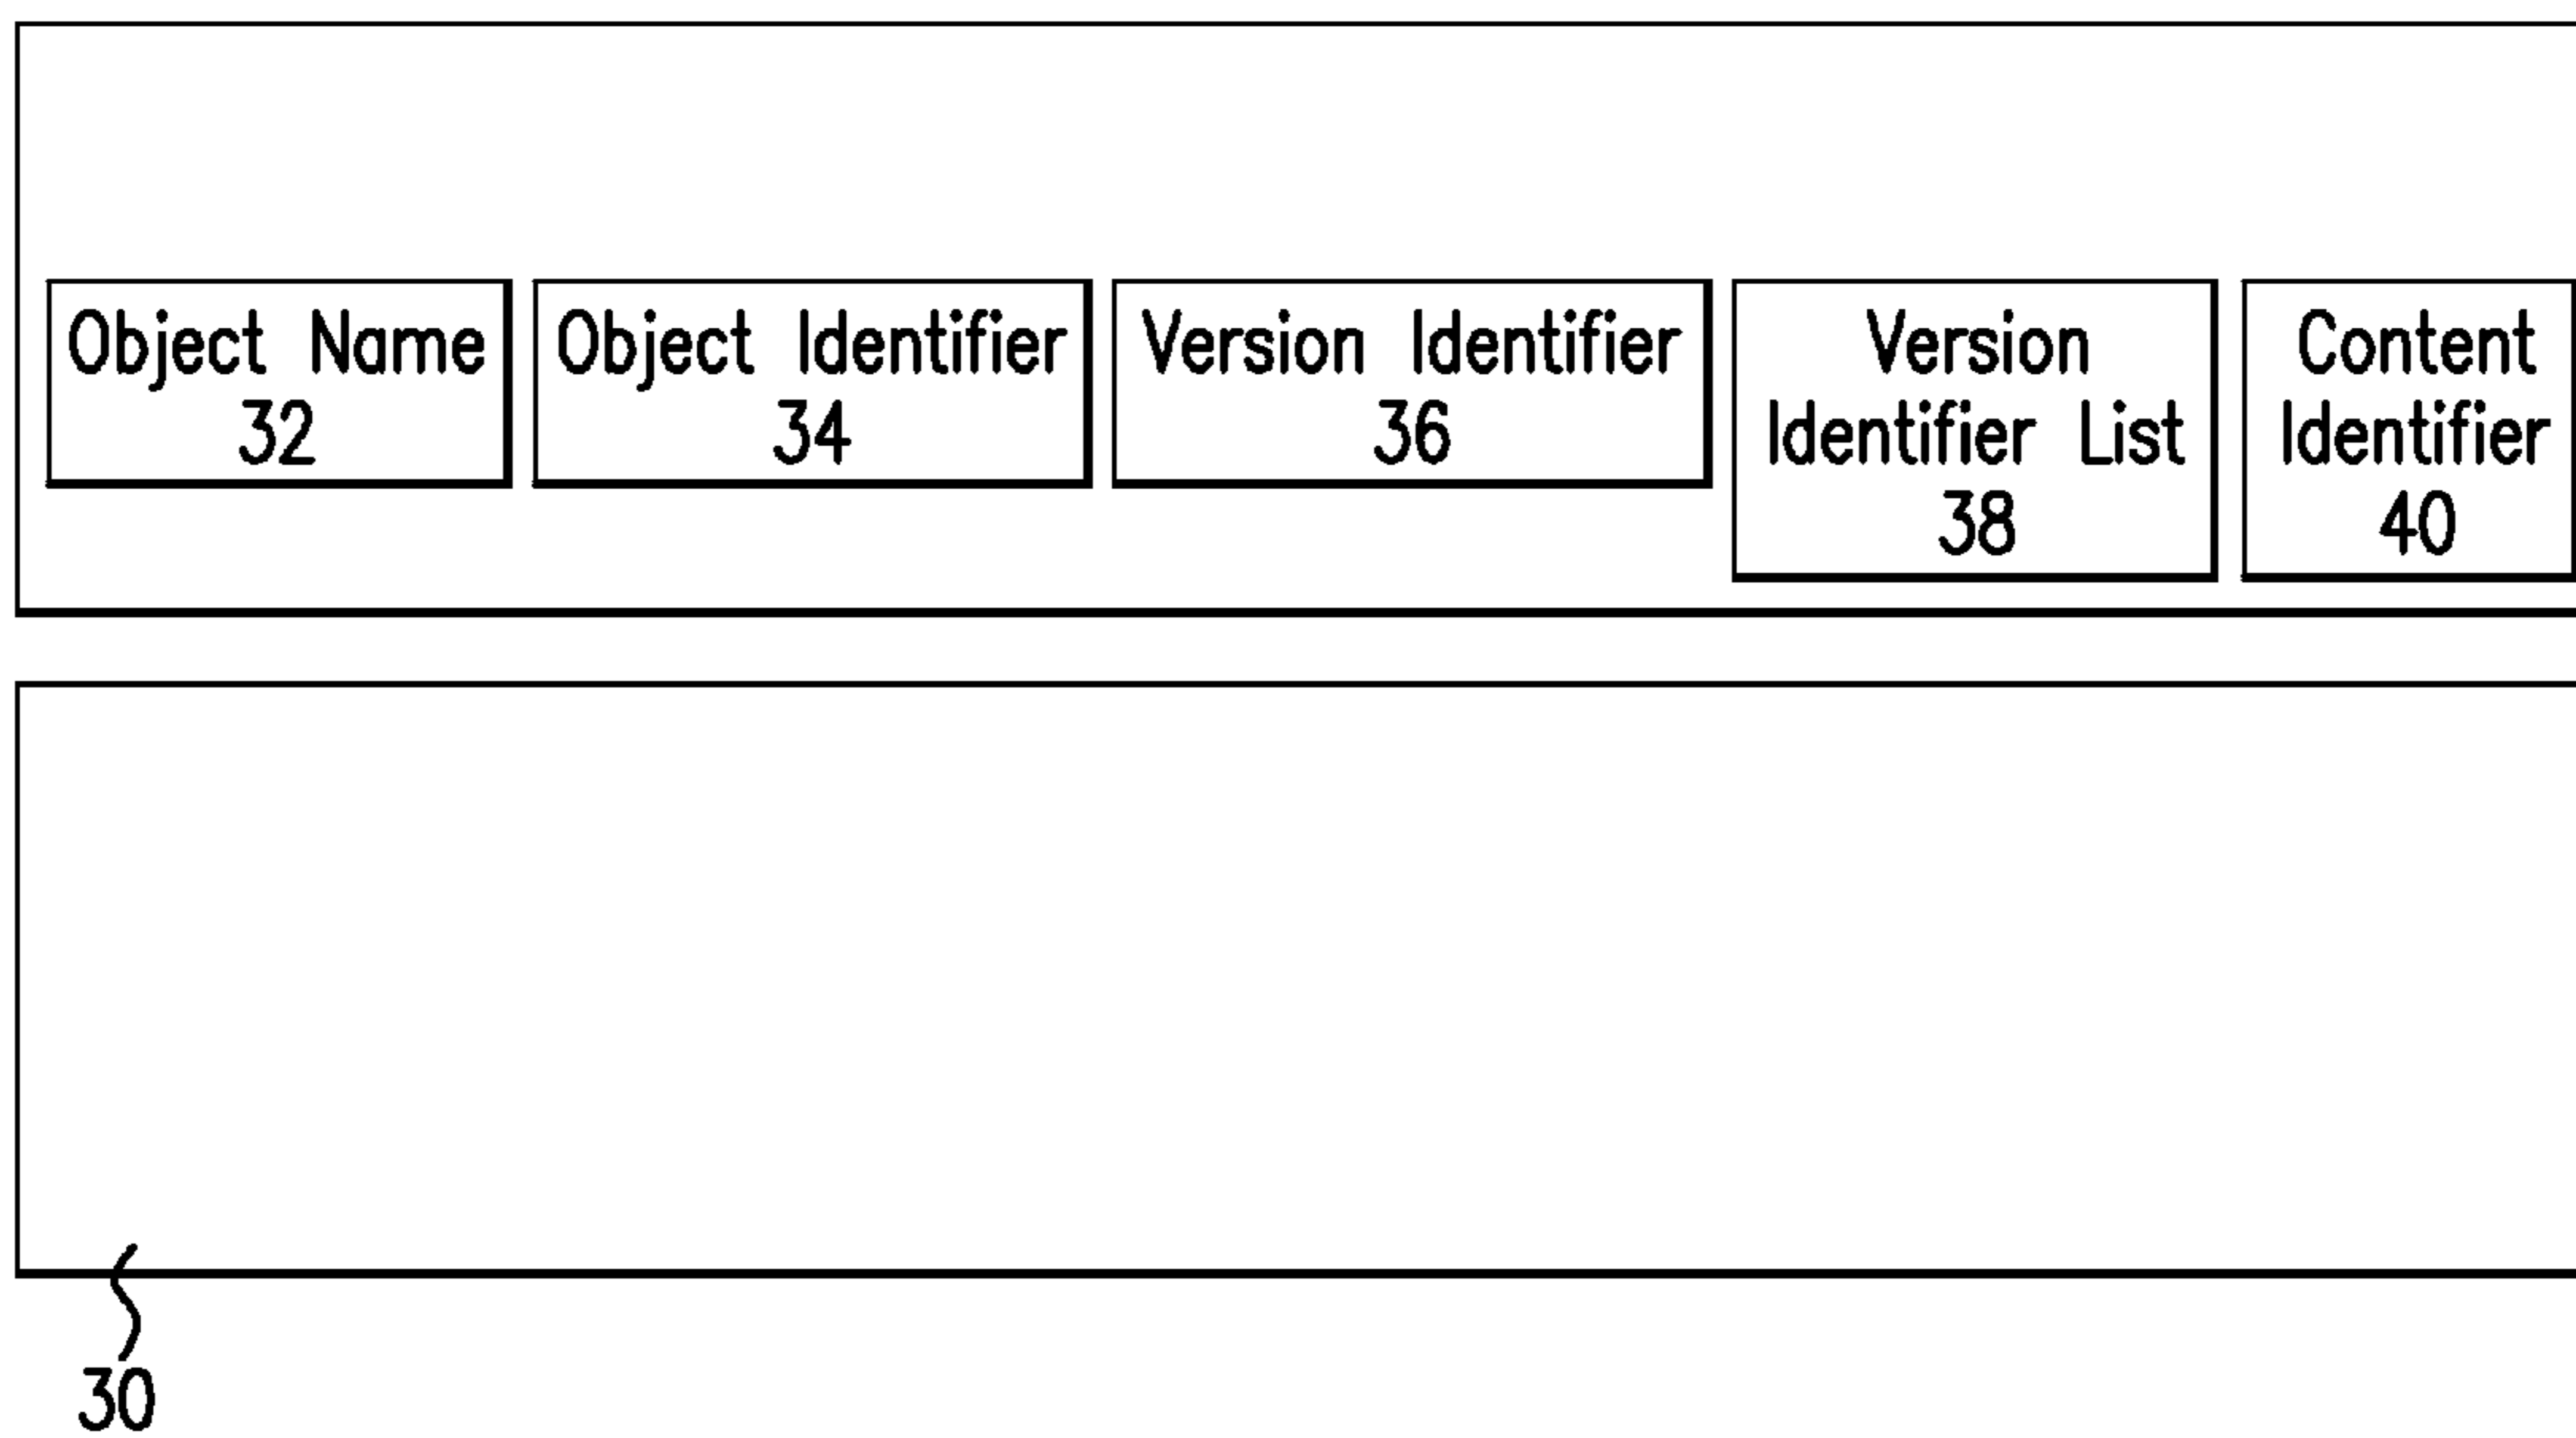 Object Name
32
Object Identifier
34
Version Identifier
36
Version
Identifier List
38
Content
Identifier
40
30